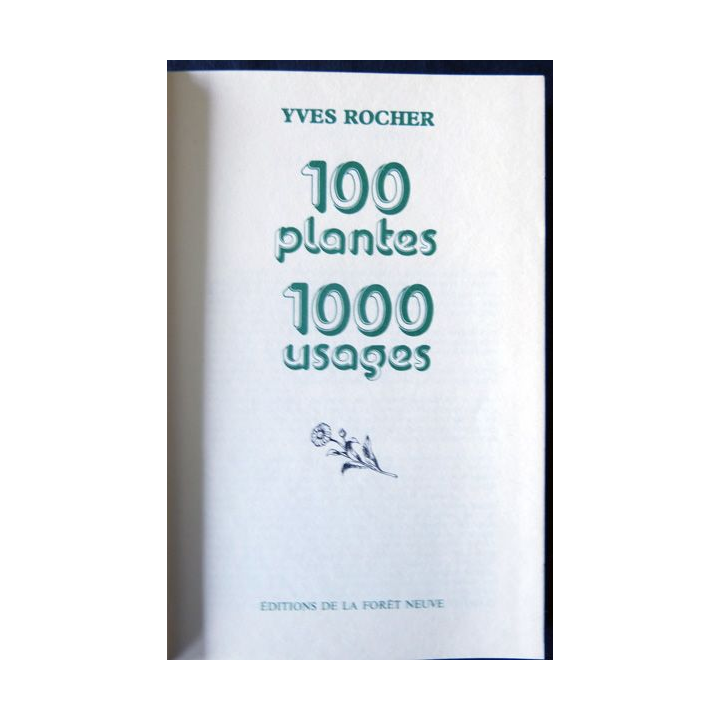 YVES ROCHER
100
plantes
1000
usages
ÉDITIONS DE LA FORÊT NEUVE